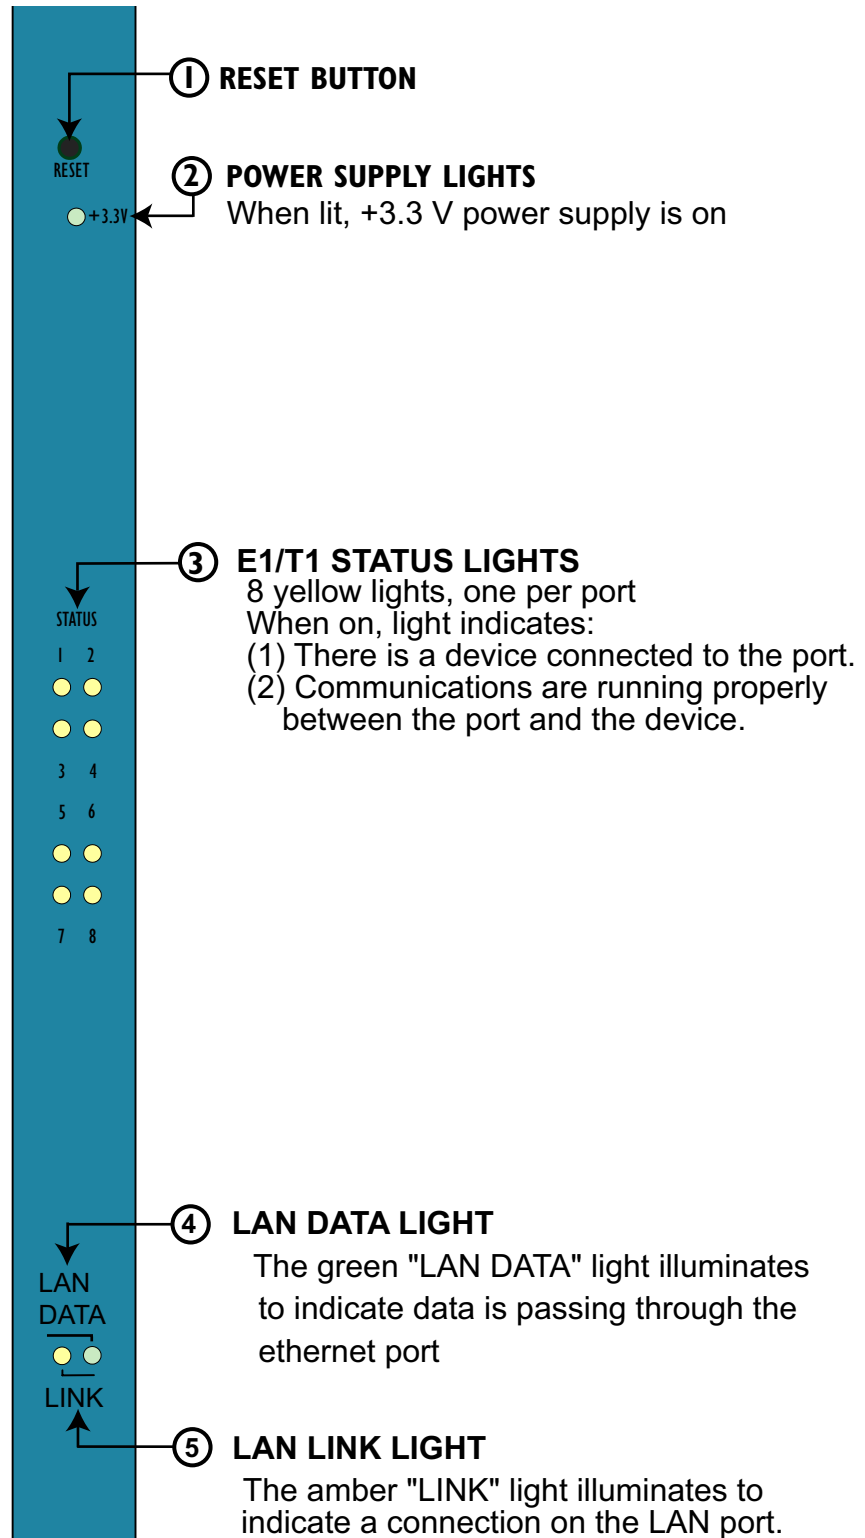 1 RESET BUTTON
RESET
2 POWER SUPPLY LIGHTS
+3.3V
When lit, +3.3 V power supply is on
3 E1/T1 STATUS LIGHTS
8 yellow lights, one per port
When on, light indicates:
(1) There is a device connected to the port.
(2) Communications are running properly
between the port and the device.
STATUS
1 2
3 4
5 6
7 8
4 LAN DATA LIGHT
The green "LAN DATA" light illuminates
to indicate data is passing through the
ethernet port
LAN
DATA
LINK
5 LAN LINK LIGHT
The amber "LINK" light illuminates to
indicate a connection on the LAN port.